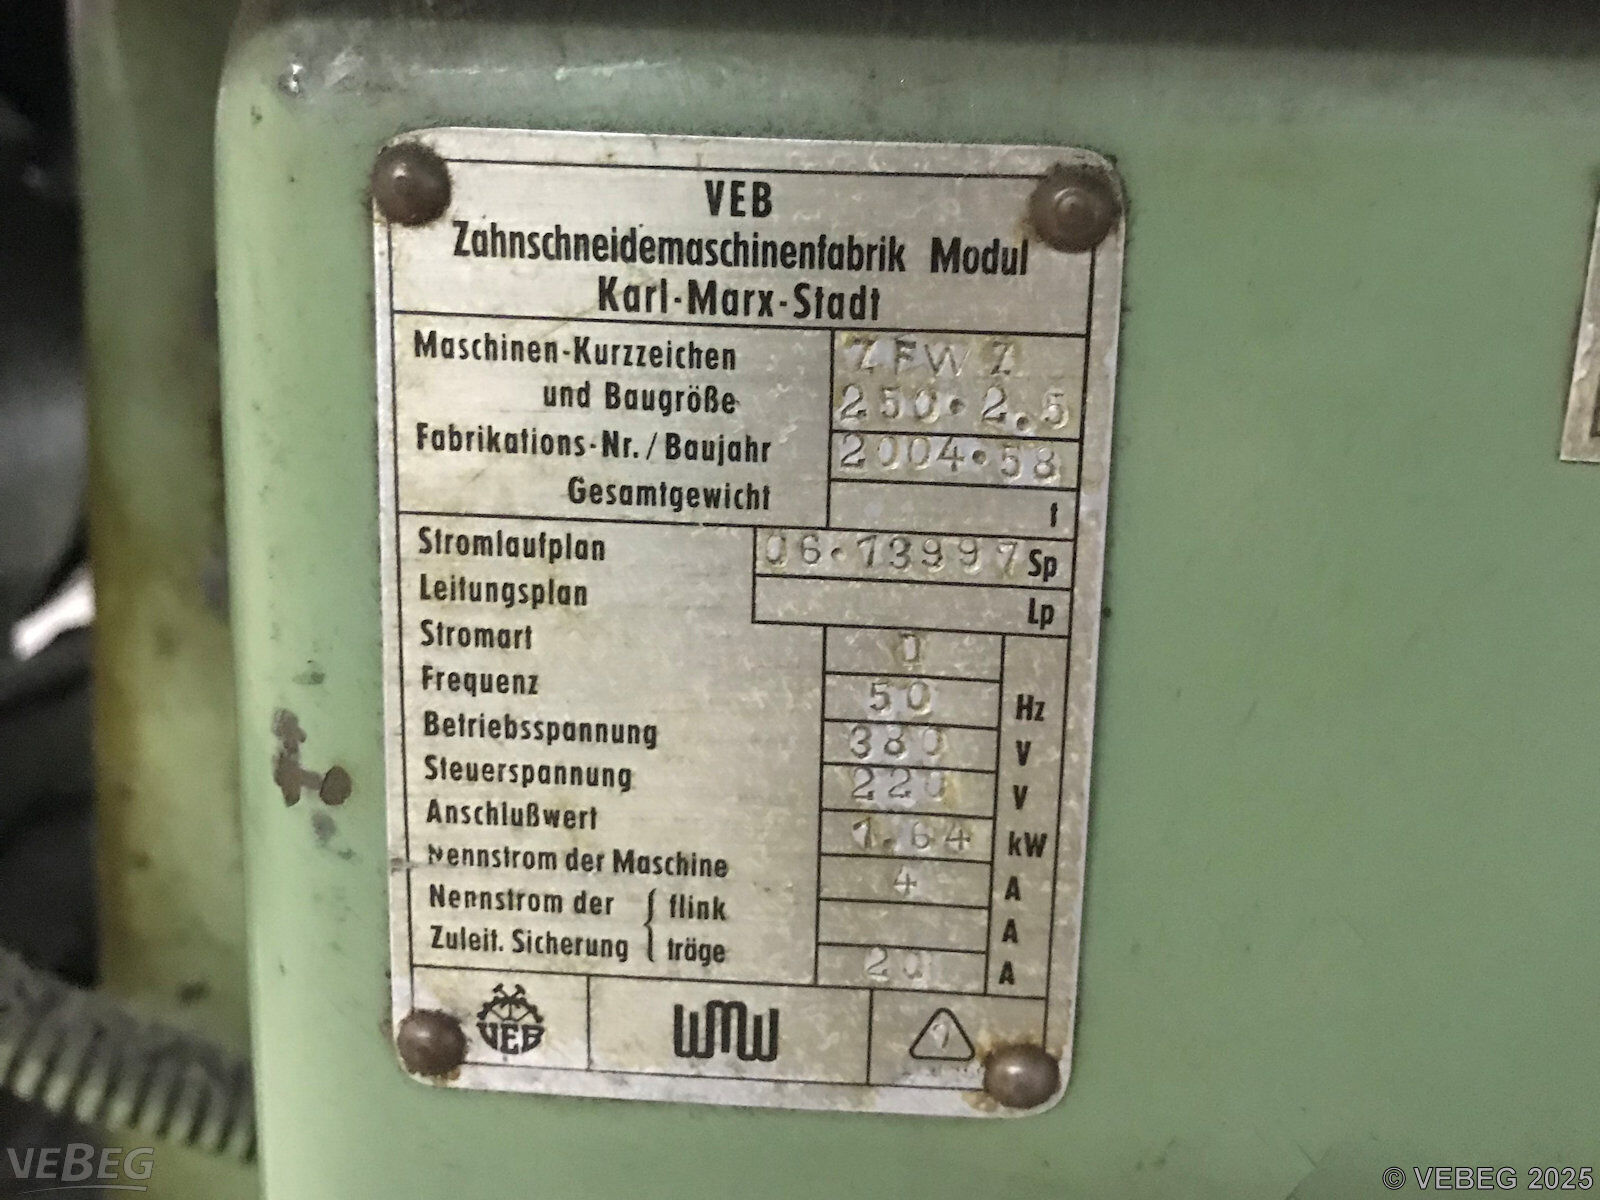 VEB
Zahnschneidemaschinenfabrik Modul
Karl-Marx-Stadt
Maschinen-Kurzzeichen ZFWZ
und Baugröße 250·2.5
Fabrikations-Nr./Baujahr 2004·58
Gesamtgewicht t
Stromlaufplan 06·13997 Sp
Leitungsplan Lp
Stromart 0
Frequenz 50 Hz
Betriebsspannung 380 V
Steuerspannung 220 V
Anschlußwert 1.64 kW
Nennstrom der Maschine 4 A
Nennstrom der flink A
Zuleit. Sicherung träge 20 A
VEB WMW 1
VEBEG
© VEBEG 2025